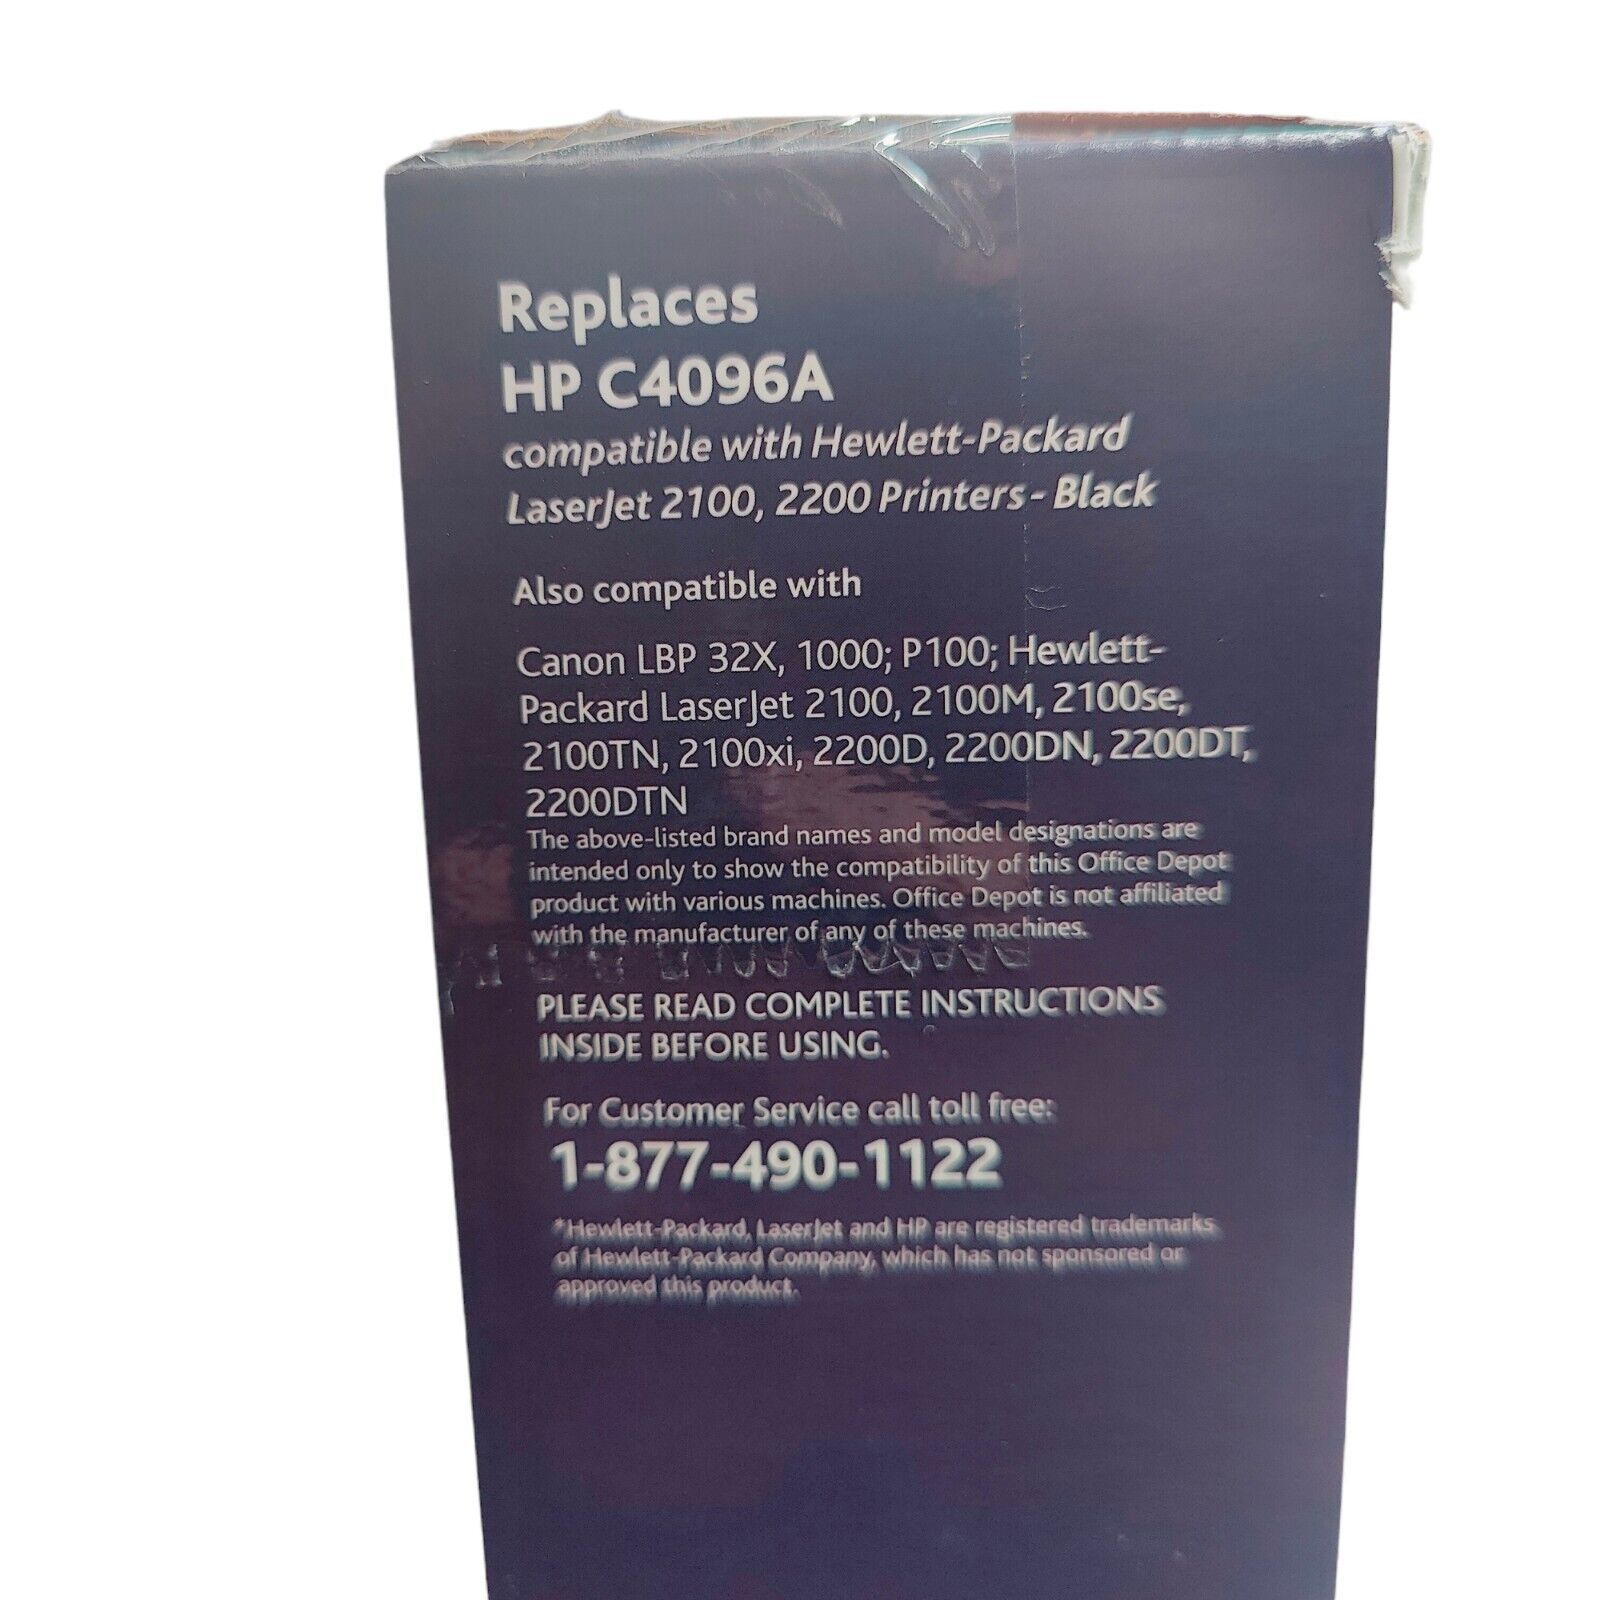 Replaces
HP C4096A
compatible with Hewlett-Packard
LaserJet 2100, 2200 Printers - Black
Also compatible with
Canon LBP 32X, 1000; P100; Hewlett-
Packard LaserJet 2100, 2100M, 2100se,
2100TN, 2100xi, 2200D, 2200DN, 2200DT,
2200DTN
The above-listed brand names and model designations are
intended only to show the compatibility of this Office Depot
product with various machines. Office Depot is not affiliated
with the manufacturer of any of these machines.
PLEASE READ COMPLETE INSTRUCTIONS
INSIDE BEFORE USING.
For Customer Service call toll free:
1-877-490-1122
*Hewlett-Packard, LaserJet and HP are registered trademarks
of Hewlett-Packard Company, which has not sponsored or
approved this product.